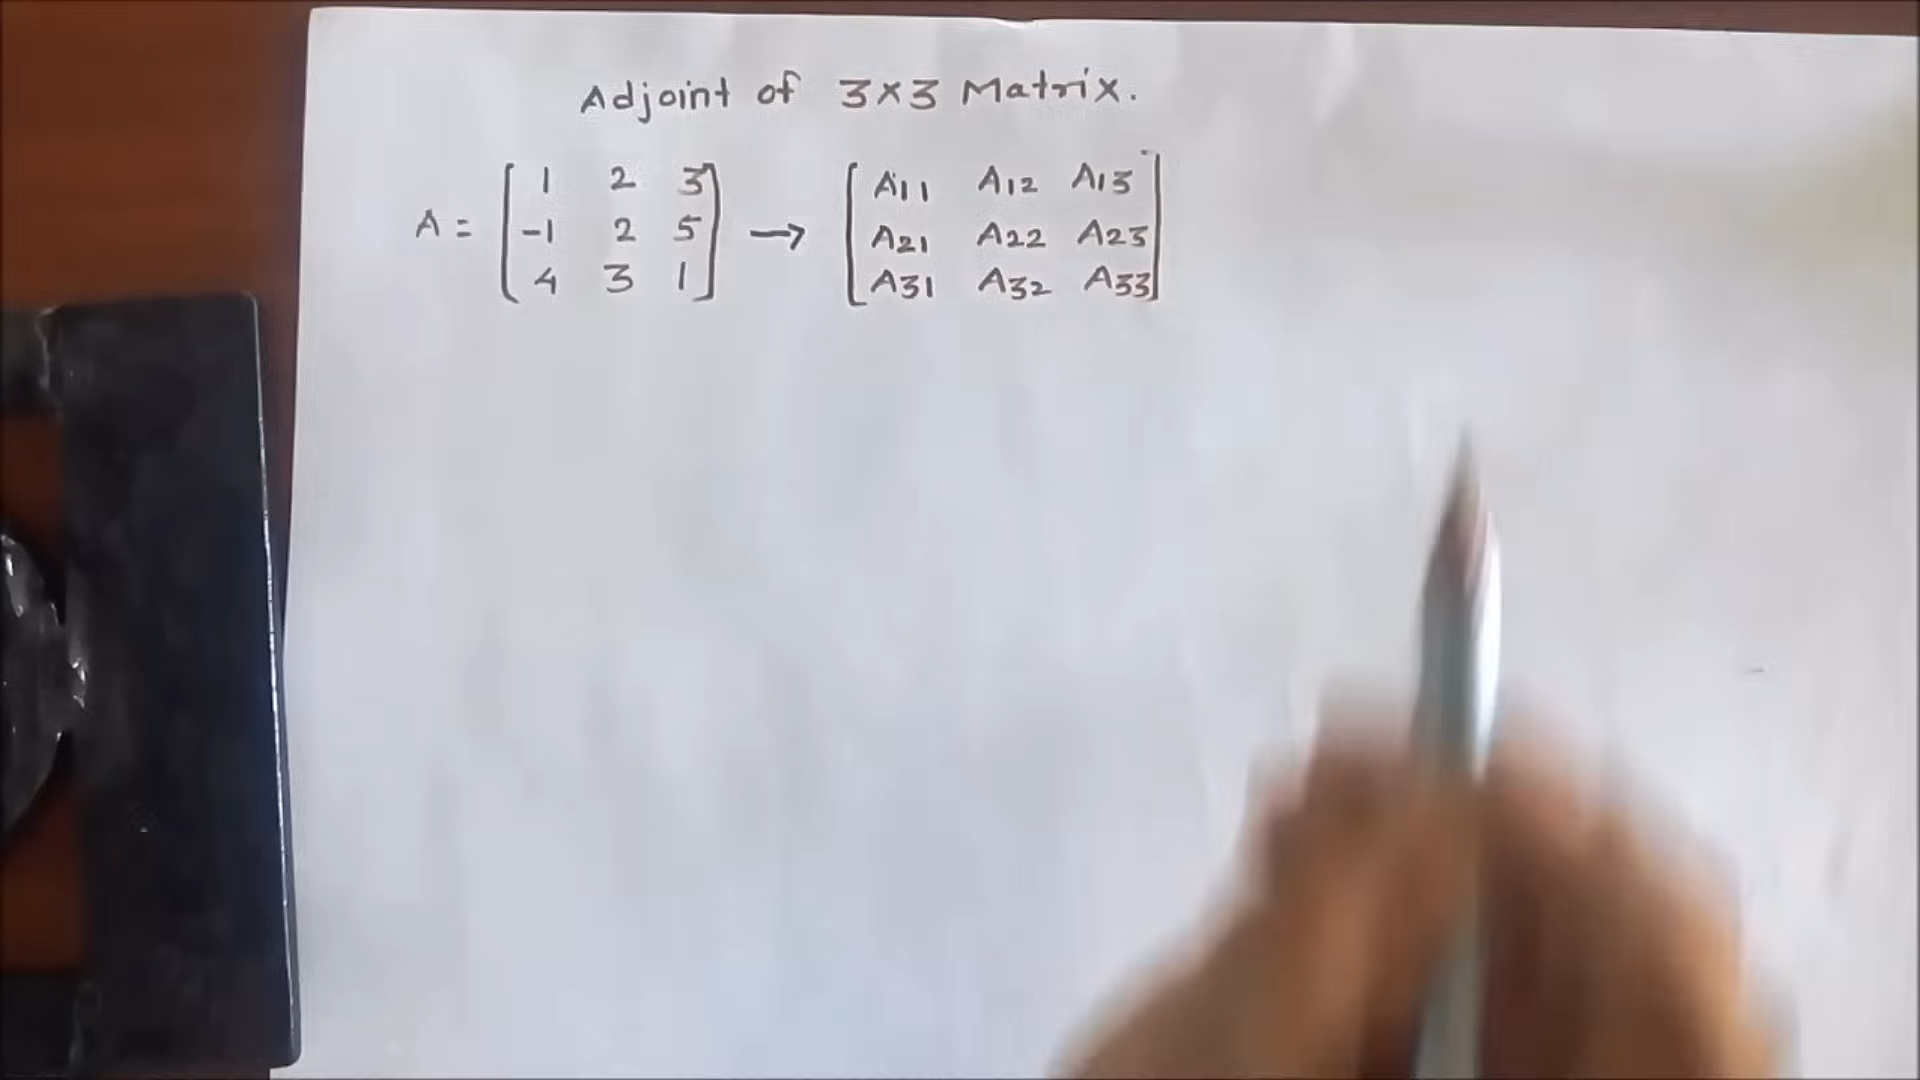 Adjoint of 3×3 Matrix.
A = [1 2 3; -1 2 5; 4 3 1] → [A11 A12 A13; A21 A22 A23; A31 A32 A33]